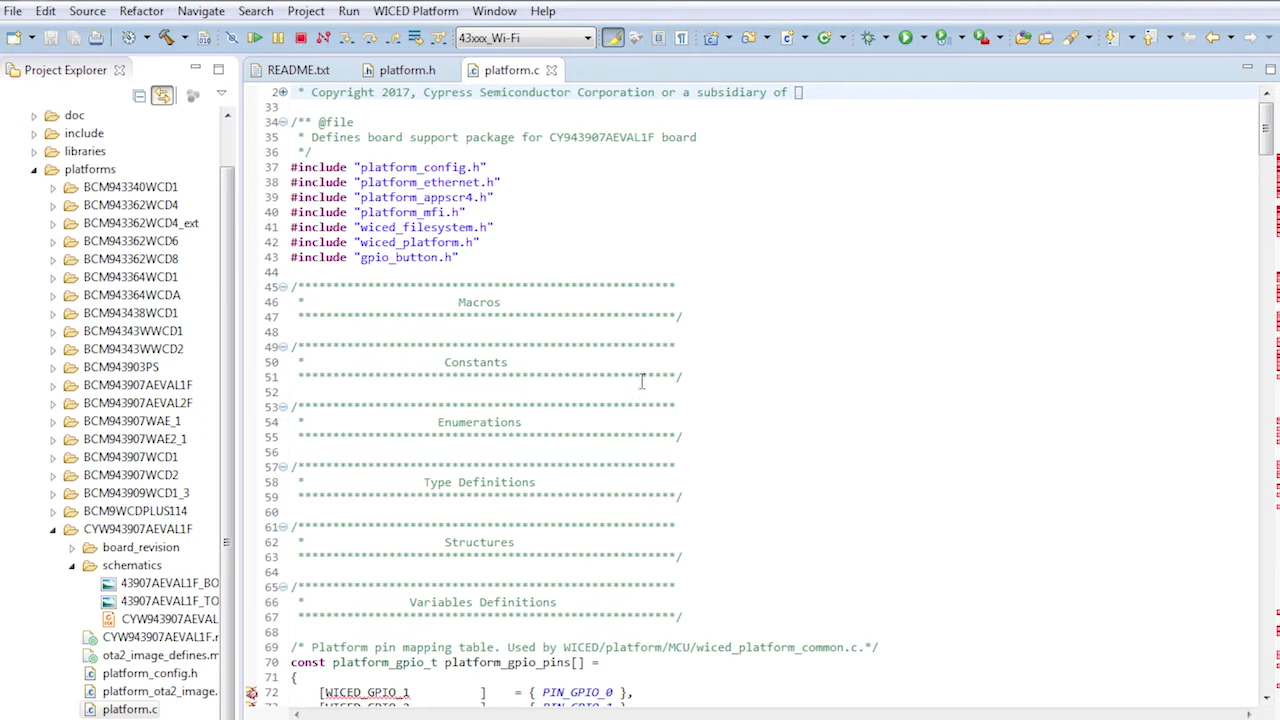 File Edit Source Refactor Navigate Search Project Run WICED Platform Window Help
43xxx_Wi-Fi
Project Explorer
README.txt platform.h platform.c
doc
include
libraries
platforms
BCM943340WCD1
BCM943362WCD4
BCM943362WCD4_ext
BCM943362WCD6
BCM943362WCD8
BCM943364WCD1
BCM943364WCDA
BCM943438WCD1
BCM94343WWCD1
BCM94343WWCD2
BCM943903PS
BCM943907AEVAL1F
BCM943907AEVAL2F
BCM943907WAE_1
BCM943907WAE2_1
BCM943907WCD1
BCM943907WCD2
BCM943909WCD1_3
BCM9WCDPLUS114
CYW943907AEVAL1F
board_revision
schematics
43907AEVAL1F_BO
43907AEVAL1F_TO
CYW943907AEVAL
CYW943907AEVAL1F.r
ota2_image_defines.m
platform_config.h
platform_ota2_image.
platform.c
2 * Copyright 2017, Cypress Semiconductor Corporation or a subsidiary of
33
34 /** @file
35 * Defines board support package for CY943907AEVAL1F board
36 */
37 #include "platform_config.h"
38 #include "platform_ethernet.h"
39 #include "platform_appscr4.h"
40 #include "platform_mfi.h"
41 #include "wiced_filesystem.h"
42 #include "wiced_platform.h"
43 #include "gpio_button.h"
44
45 /******************************************************
46 * Macros
47 ******************************************************/
48
49 /******************************************************
50 * Constants
51 ******************************************************/
52
53 /******************************************************
54 * Enumerations
55 ******************************************************/
56
57 /******************************************************
58 * Type Definitions
59 ******************************************************/
60
61 /******************************************************
62 * Structures
63 ******************************************************/
64
65 /******************************************************
66 * Variables Definitions
67 ******************************************************/
68
69 /* Platform pin mapping table. Used by WICED/platform/MCU/wiced_platform_common.c.*/
70 const platform_gpio_t platform_gpio_pins[] =
71 {
72 [WICED_GPIO_1 ] = { PIN_GPIO_0 },